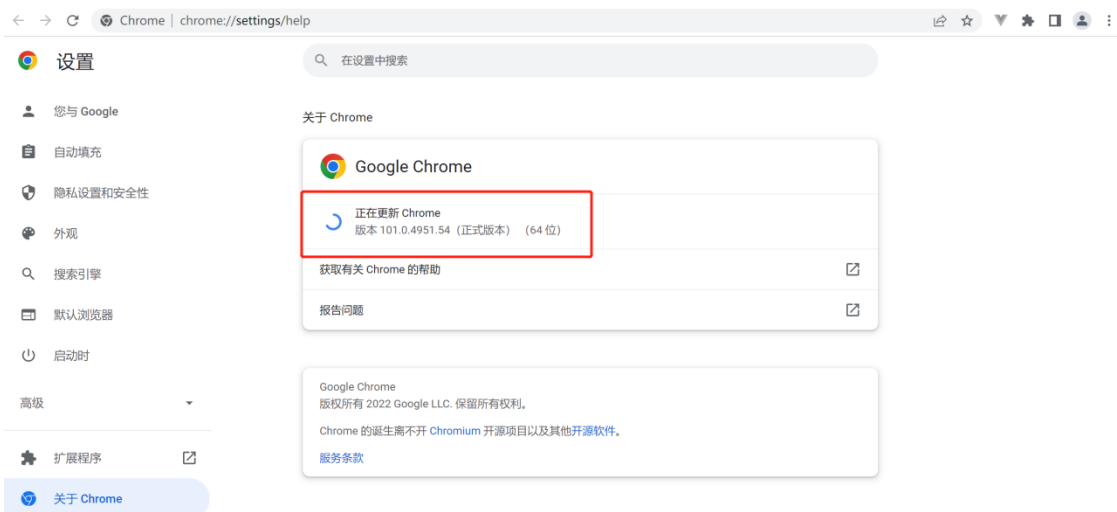 Chrome | chrome://settings/help
设置
在设置中搜索
您与 Google
自动填充
隐私设置和安全性
外观
搜索引擎
默认浏览器
启动时
高级
扩展程序
关于 Chrome
关于 Chrome
Google Chrome
正在更新 Chrome
版本 101.0.4951.54（正式版本） （64 位）
获取有关 Chrome 的帮助
报告问题
Google Chrome
版权所有 2022 Google LLC. 保留所有权利。
Chrome 的诞生离不开 Chromium 开源项目以及其他开源软件。
服务条款